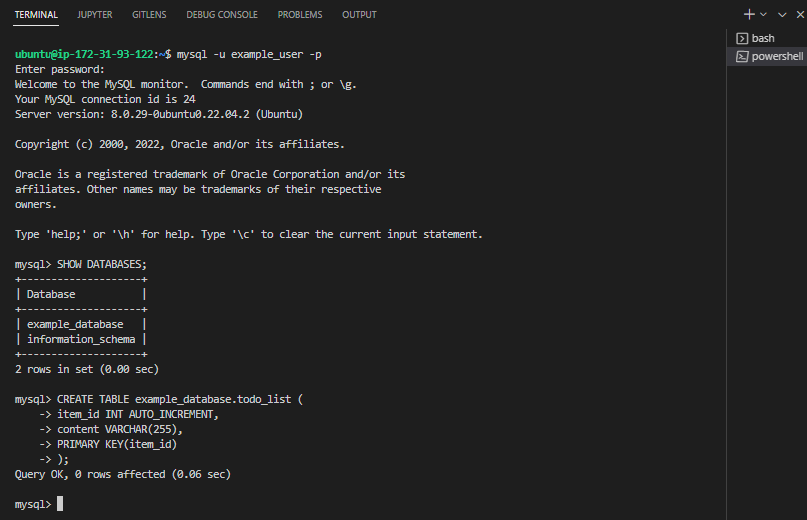 TERMINAL JUPYTER GITLENS DEBUG CONSOLE PROBLEMS OUTPUT
bash
powershell
ubuntu@ip-172-31-93-122:~$ mysql -u example_user -p
Enter password:
Welcome to the MySQL monitor.  Commands end with ; or \g.
Your MySQL connection id is 24
Server version: 8.0.29-0ubuntu0.22.04.2 (Ubuntu)

Copyright (c) 2000, 2022, Oracle and/or its affiliates.

Oracle is a registered trademark of Oracle Corporation and/or its
affiliates. Other names may be trademarks of their respective
owners.

Type 'help;' or '\h' for help. Type '\c' to clear the current input statement.

mysql> SHOW DATABASES;
+--------------------+
| Database           |
+--------------------+
| example_database   |
| information_schema |
+--------------------+
2 rows in set (0.00 sec)

mysql> CREATE TABLE example_database.todo_list (
    -> item_id INT AUTO_INCREMENT,
    -> content VARCHAR(255),
    -> PRIMARY KEY(item_id)
    -> );
Query OK, 0 rows affected (0.06 sec)

mysql>